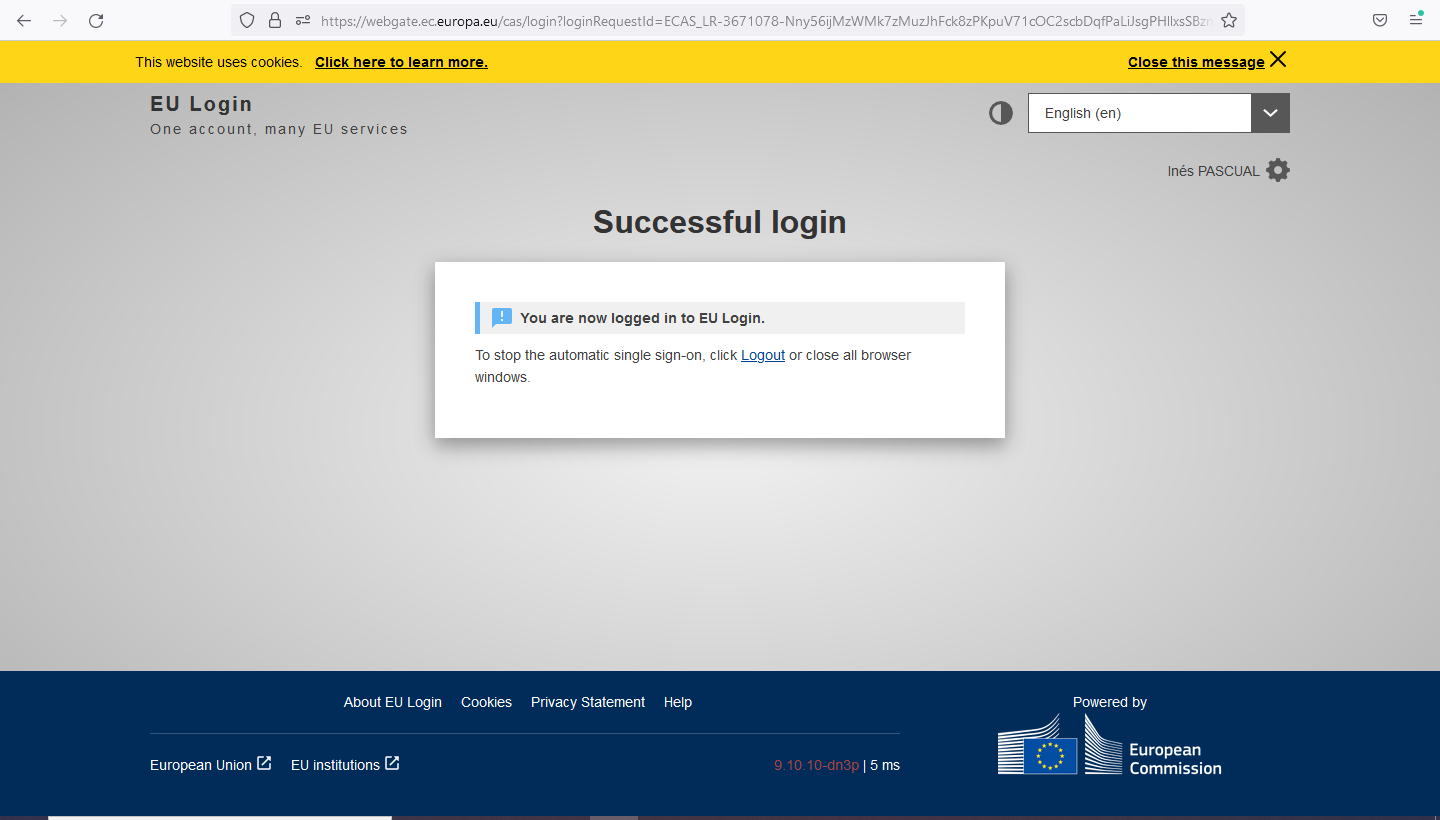 https://webgate.ec.europa.eu/cas/login?loginRequestId=ECAS_LR-3671078-Nny56ijMzWMk7zMuzJhFck8zPKpuV71cOC2scbDqfPaLiJsgPHllxsSBzn
This website uses cookies. Click here to learn more. Close this message
EU Login
One account, many EU services
English (en)
Inés PASCUAL
Successful login
You are now logged in to EU Login.
To stop the automatic single sign-on, click Logout or close all browser
windows.
About EU Login Cookies Privacy Statement Help
Powered by
European Union EU institutions 9.10.10-dn3p | 5 ms
European
Commission